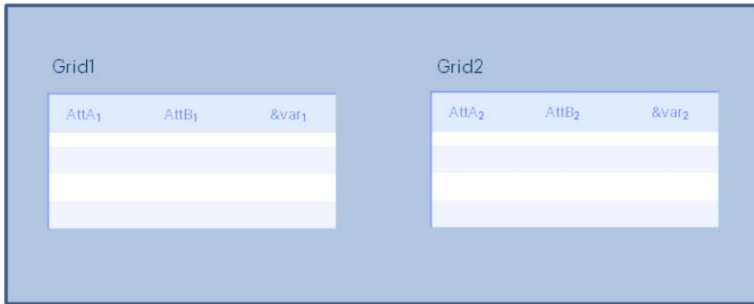 Grid1 Grid2
AttA₁ AttB₁ &var₁ AttA₂ AttB₂ &var₂